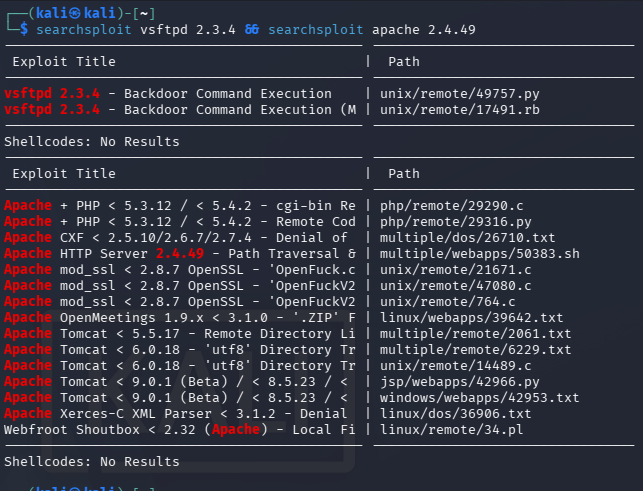 ┌──(kali㉿kali)-[~]
└─$ searchsploit vsftpd 2.3.4 && searchsploit apache 2.4.49
Exploit Title | Path
vsftpd 2.3.4 - Backdoor Command Execution | unix/remote/49757.py
vsftpd 2.3.4 - Backdoor Command Execution (M | unix/remote/17491.rb
Shellcodes: No Results
Exploit Title | Path
Apache + PHP < 5.3.12 / < 5.4.2 - cgi-bin Re | php/remote/29290.c
Apache + PHP < 5.3.12 / < 5.4.2 - Remote Cod | php/remote/29316.py
Apache CXF < 2.5.10/2.6.7/2.7.4 - Denial of | multiple/dos/26710.txt
Apache HTTP Server 2.4.49 - Path Traversal & | multiple/webapps/50383.sh
Apache mod_ssl < 2.8.7 OpenSSL - 'OpenFuck.c | unix/remote/21671.c
Apache mod_ssl < 2.8.7 OpenSSL - 'OpenFuckV2 | unix/remote/47080.c
Apache mod_ssl < 2.8.7 OpenSSL - 'OpenFuckV2 | unix/remote/764.c
Apache OpenMeetings 1.9.x < 3.1.0 - '.ZIP' F | linux/webapps/39642.txt
Apache Tomcat < 5.5.17 - Remote Directory Li | multiple/remote/2061.txt
Apache Tomcat < 6.0.18 - 'utf8' Directory Tr | multiple/remote/6229.txt
Apache Tomcat < 6.0.18 - 'utf8' Directory Tr | unix/remote/14489.c
Apache Tomcat < 9.0.1 (Beta) / < 8.5.23 / < | jsp/webapps/42966.py
Apache Tomcat < 9.0.1 (Beta) / < 8.5.23 / < | windows/webapps/42953.txt
Apache Xerces-C XML Parser < 3.1.2 - Denial | linux/dos/36906.txt
Webfroot Shoutbox < 2.32 (Apache) - Local Fi | linux/remote/34.pl
Shellcodes: No Results
┌──(kali㉿kali)-[~]